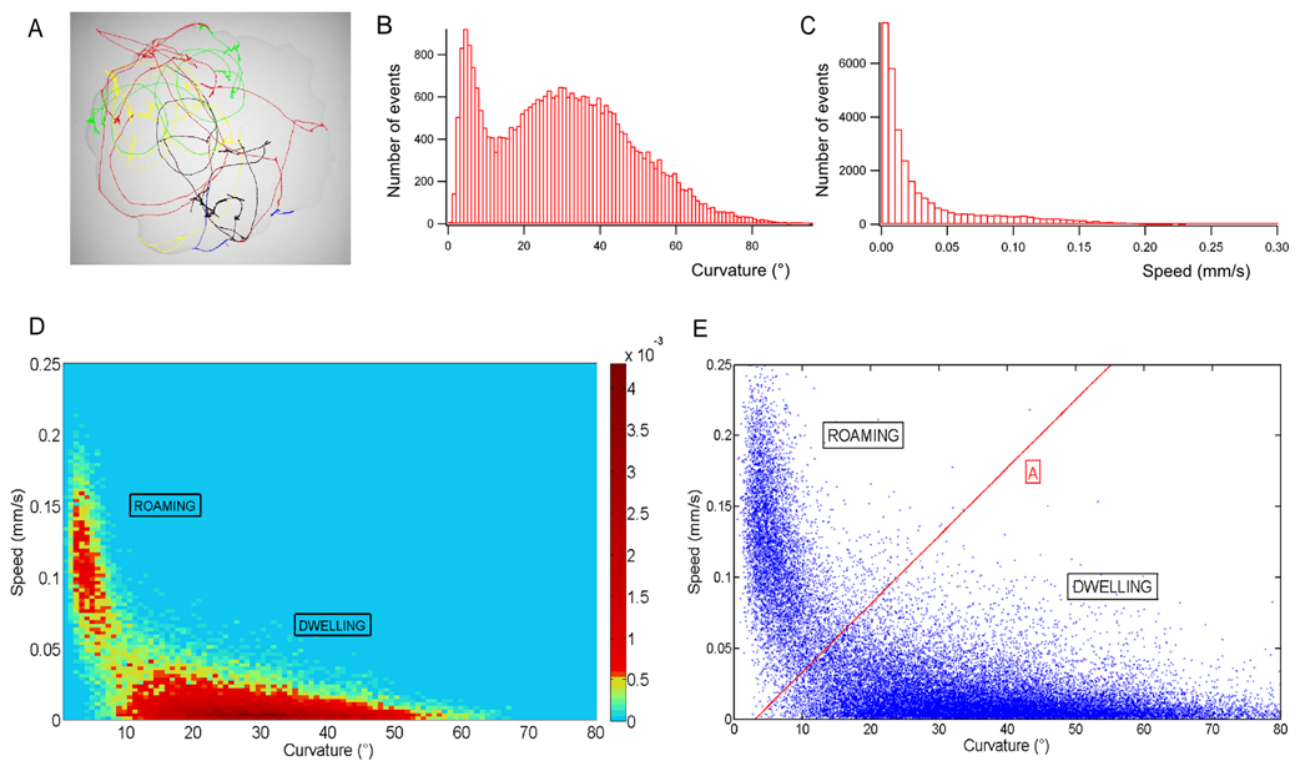 A
B
Number of events
800
600
400
200
0
0 20 40 60 80
Curvature (°)
C
Number of events
6000
4000
2000
0
0.00 0.05 0.10 0.15 0.20 0.25 0.30
Speed (mm/s)
D
Speed (mm/s)
0.25
0.2
0.15
0.1
0.05
0
ROAMING
DWELLING
10 20 30 40 50 60 70 80
Curvature (°)
x 10⁻³
4
3.5
3
2.5
2
1.5
1
0.5
0
E
Speed (mm/s)
0.25
0.2
0.15
0.1
0.05
0
ROAMING
A
DWELLING
0 10 20 30 40 50 60 70 80
Curvature (°)